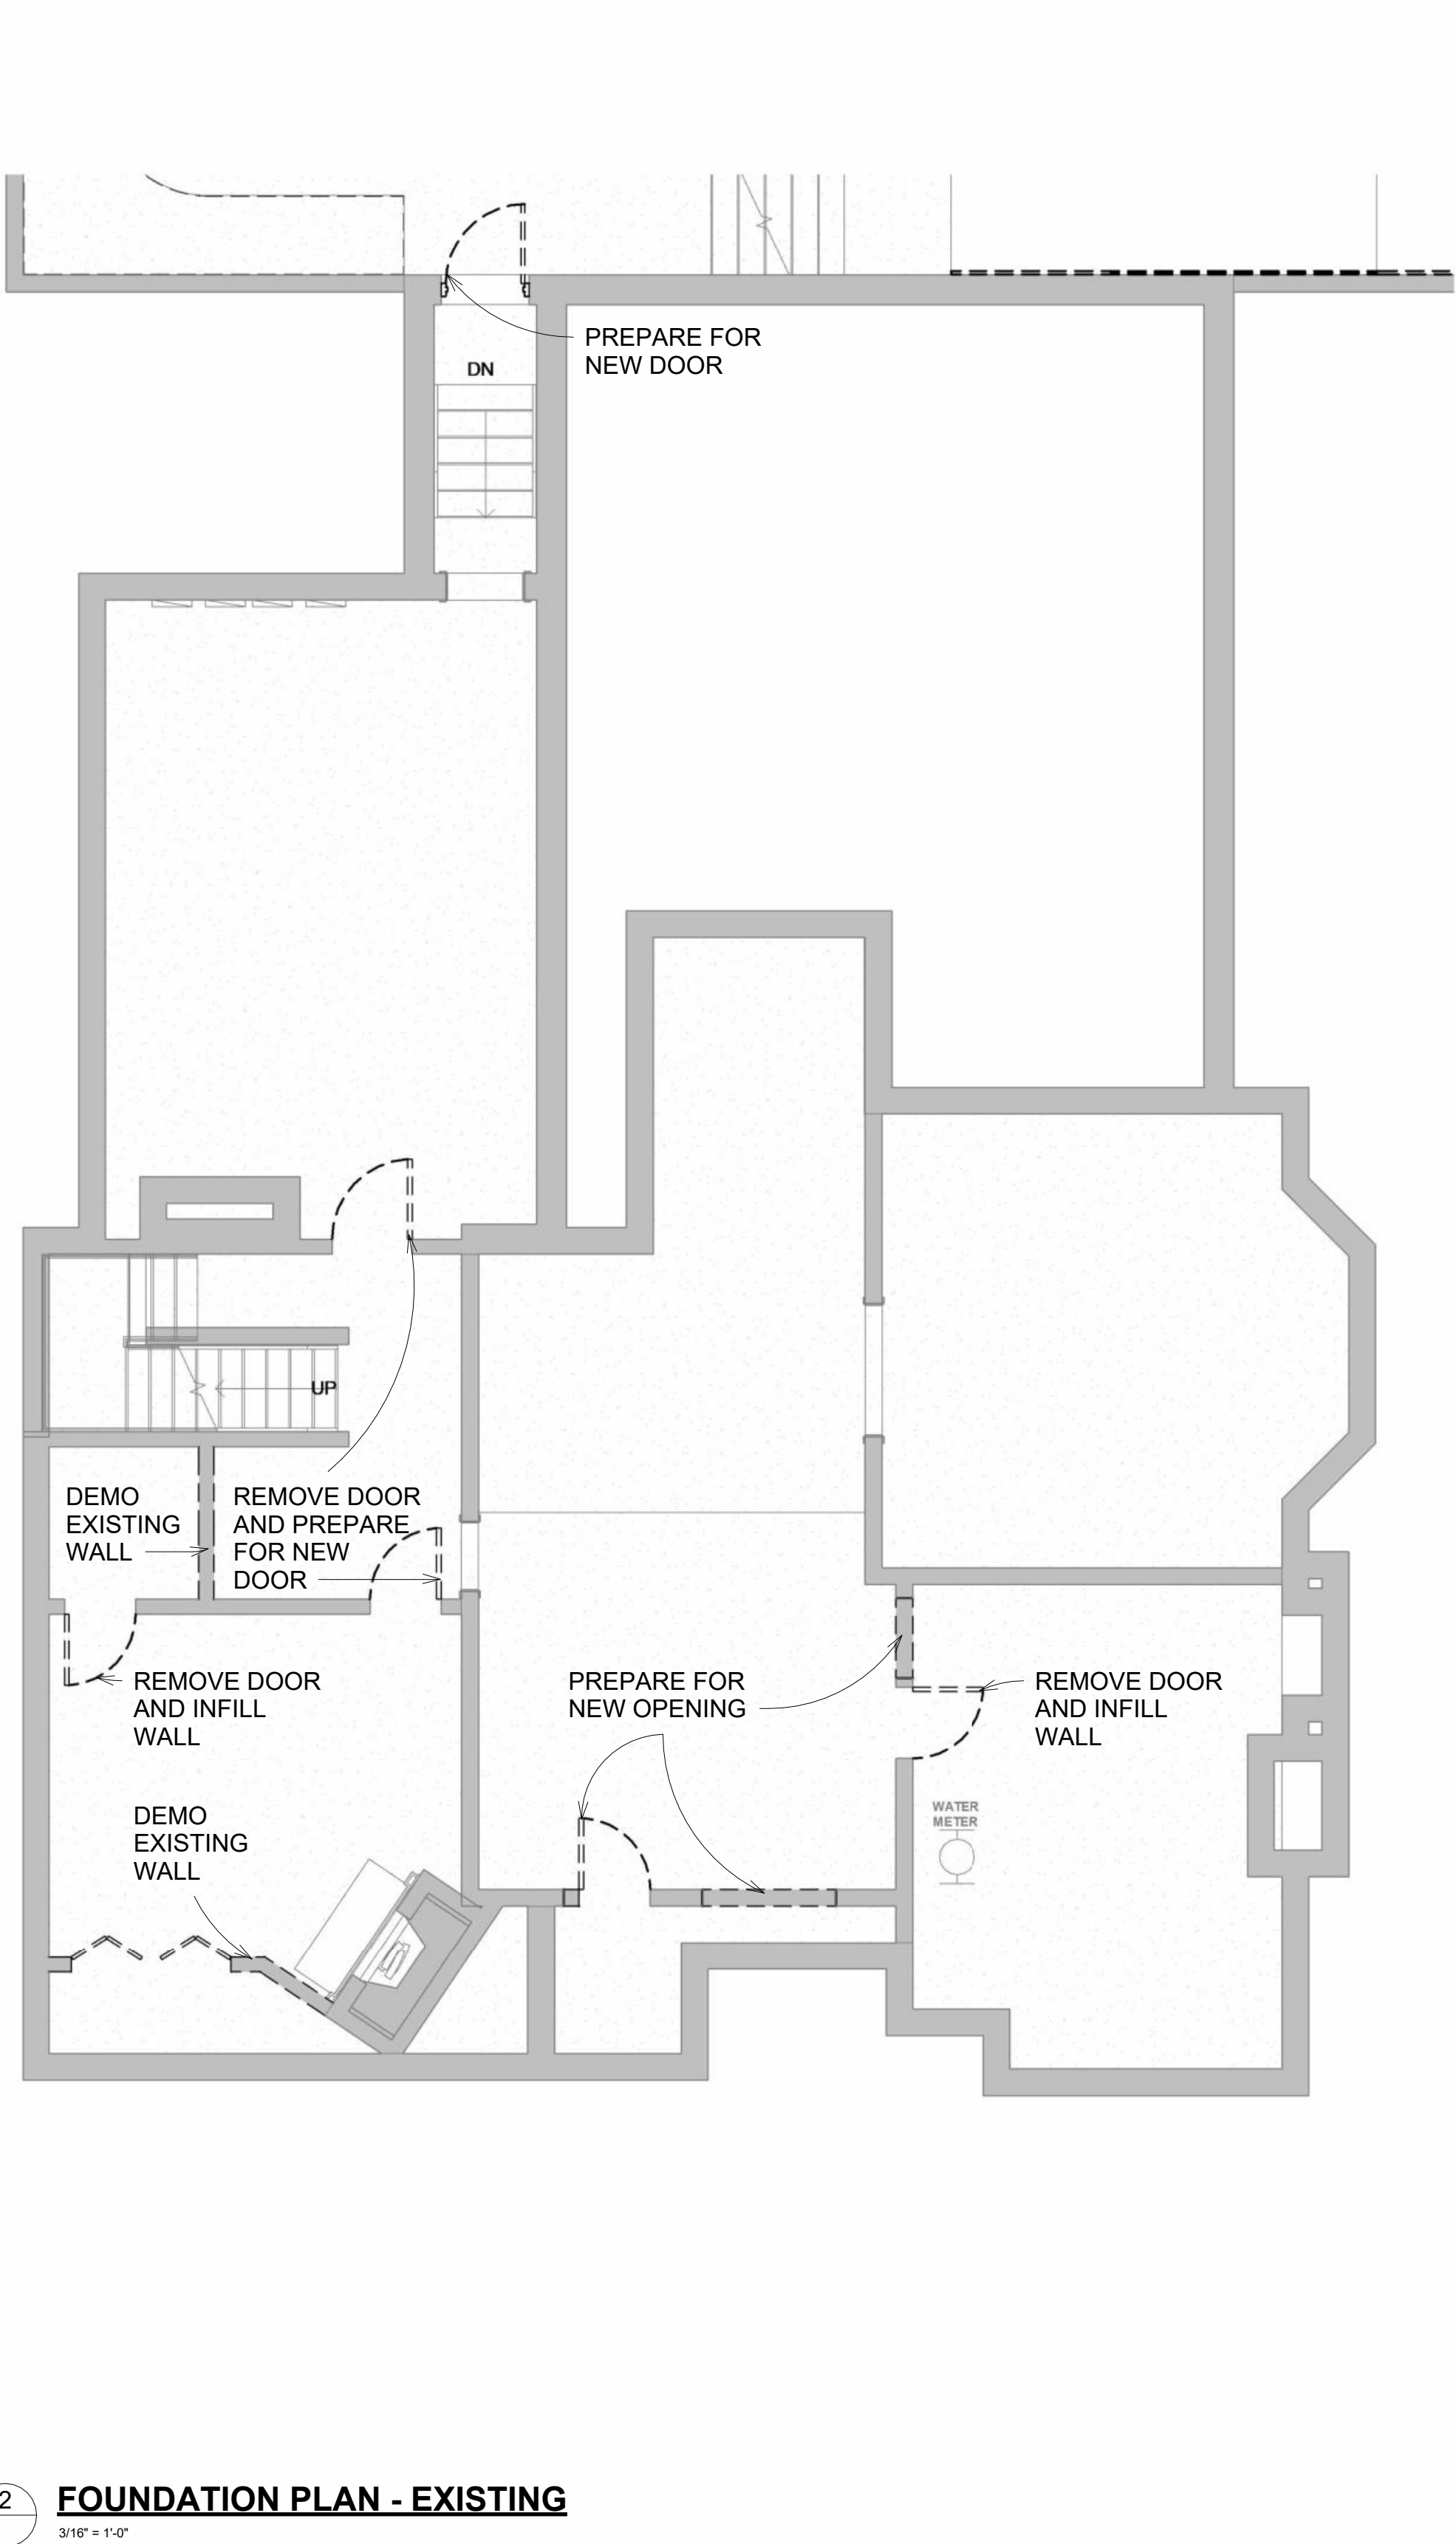 PREPARE FOR
NEW DOOR
DN
UP
DEMO
EXISTING
WALL
REMOVE DOOR
AND PREPARE
FOR NEW
DOOR
REMOVE DOOR
AND INFILL
WALL
PREPARE FOR
NEW OPENING
REMOVE DOOR
AND INFILL
WALL
DEMO
EXISTING
WALL
WATER
METER
2
FOUNDATION PLAN - EXISTING
3/16" = 1'-0"